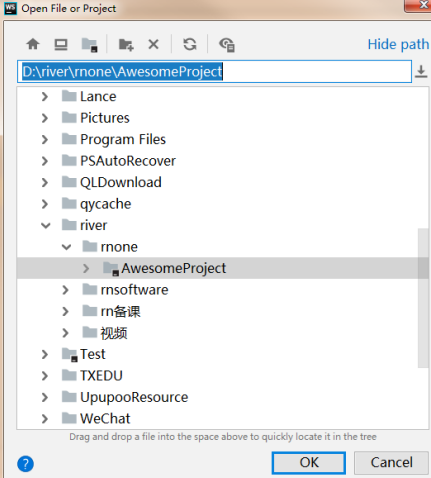 WS Open File or Project
Hide path
D:\river\rnone\AwesomeProject
Lance
Pictures
Program Files
PSAutoRecover
QLDownload
qycache
river
rnone
AwesomeProject
rnsoftware
rn备课
视频
Test
TXEDU
UpupooResource
WeChat
Drag and drop a file into the space above to quickly locate it in the tree
? OK Cancel